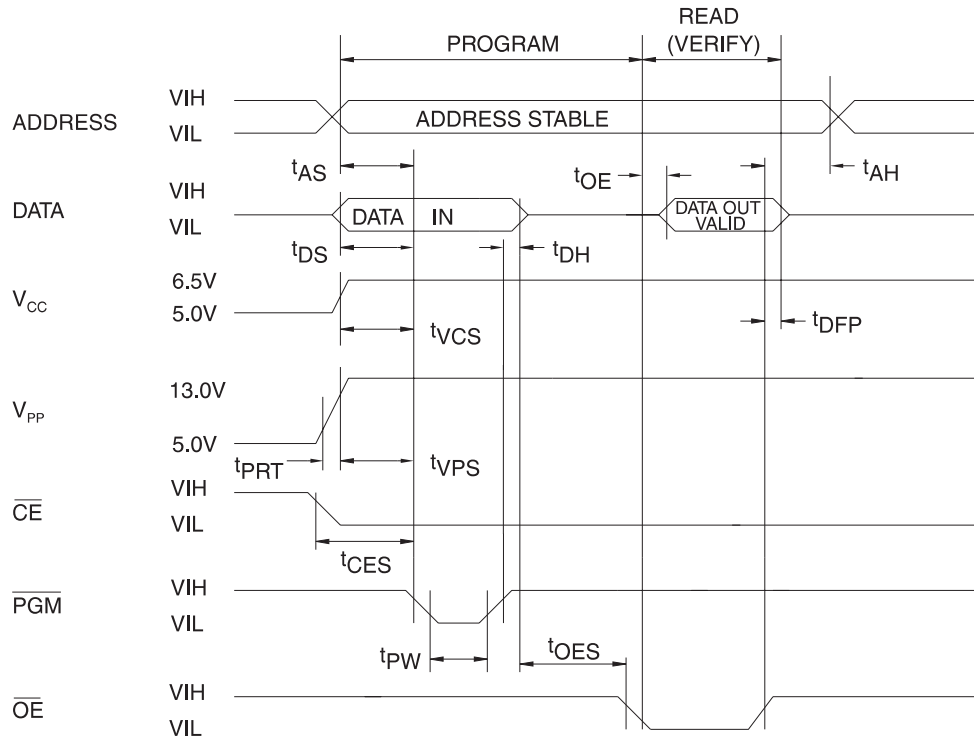 READ
PROGRAM (VERIFY)
ADDRESS VIH VIL ADDRESS STABLE
tAS tOE tAH
DATA VIH VIL DATA IN DATA OUT VALID
tDS tDH
VCC 6.5V 5.0V
tVCS tDFP
VPP 13.0V 5.0V
tPRT tVPS
CE VIH VIL
tCES
PGM VIH VIL
tPW tOES
OE VIH VIL